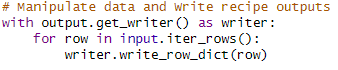 # Manipulate data and write recipe outputs
with output.get_writer() as writer:
    for row in input.iter_rows():
        writer.write_row_dict(row)